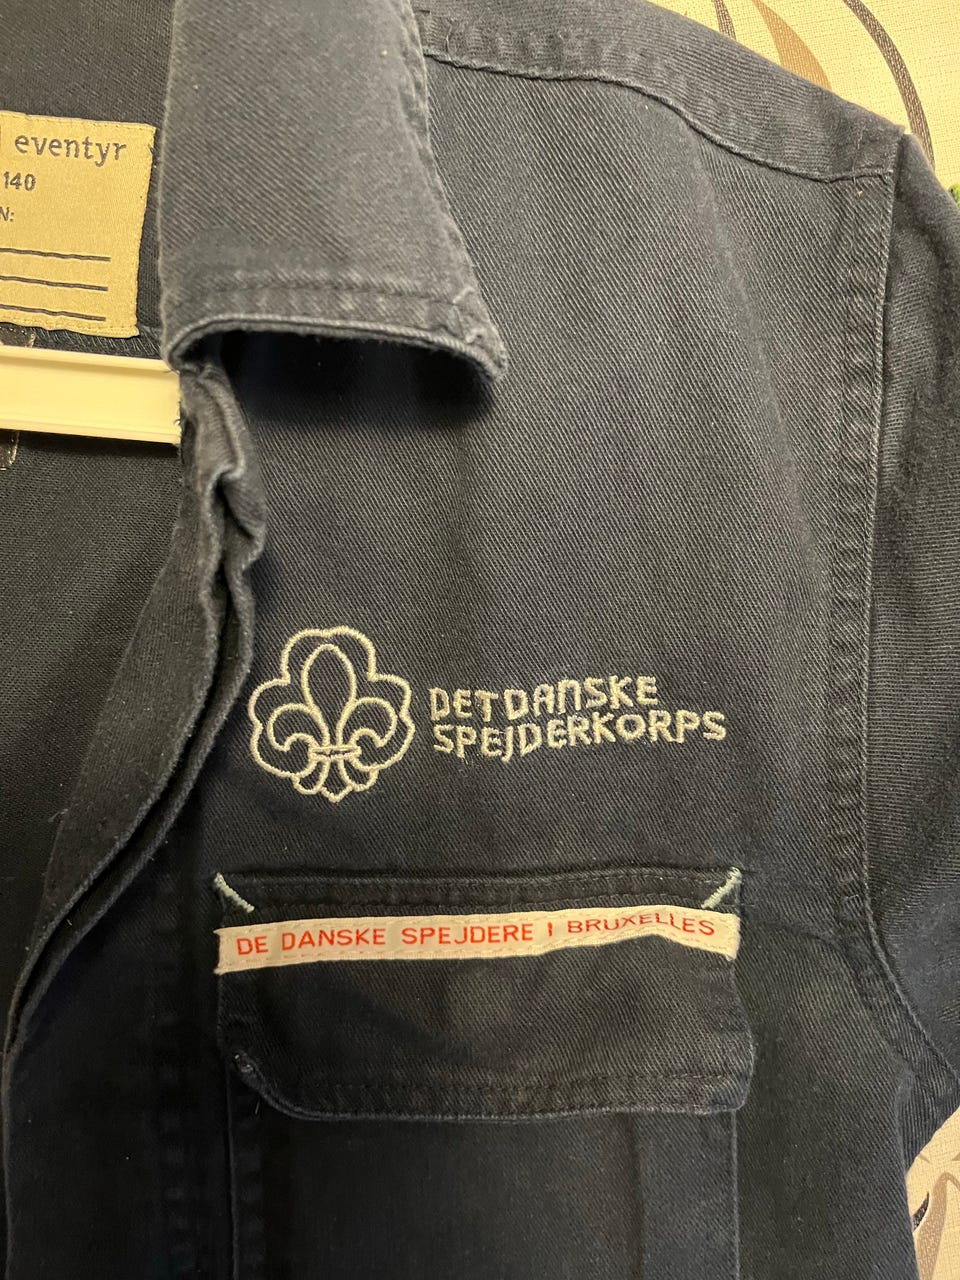 eventyr
140
N:
DET DANSKE
SPEJDERKORPS
DE DANSKE SPEJDERE I BRUXELLES